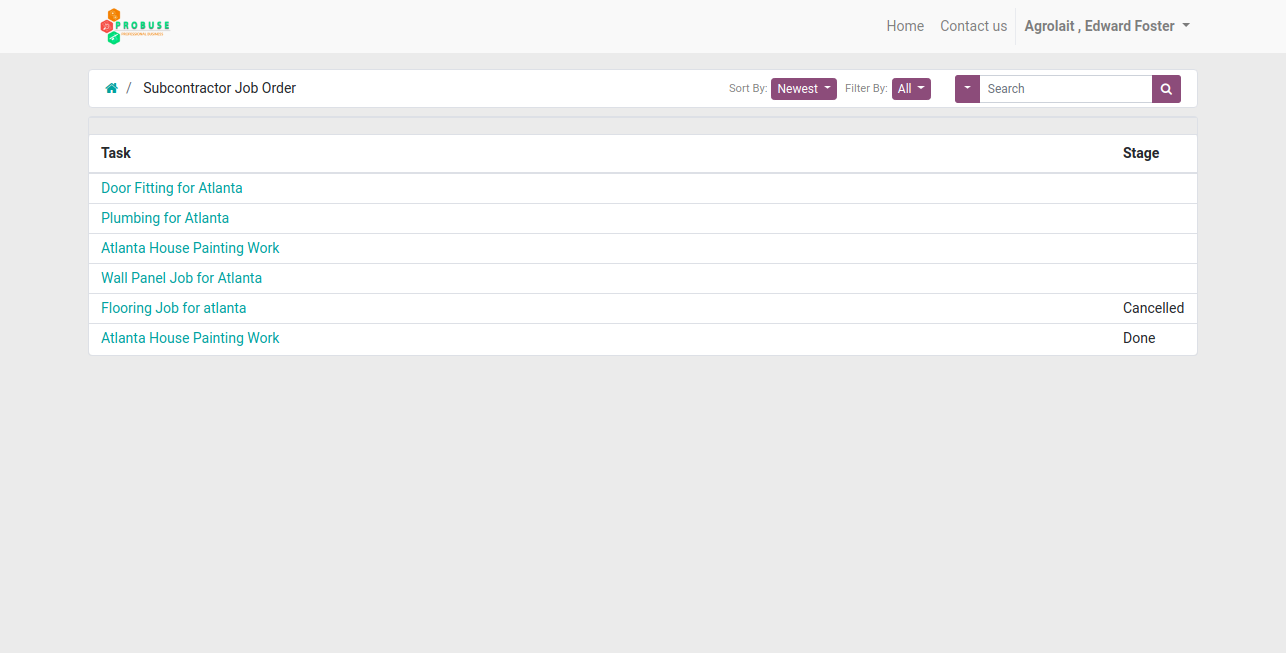 PROBUSE
Home Contact us Agrolait , Edward Foster
/ Subcontractor Job Order Sort By: Newest Filter By: All Search
Task Stage
Door Fitting for Atlanta
Plumbing for Atlanta
Atlanta House Painting Work
Wall Panel Job for Atlanta
Flooring Job for atlanta Cancelled
Atlanta House Painting Work Done